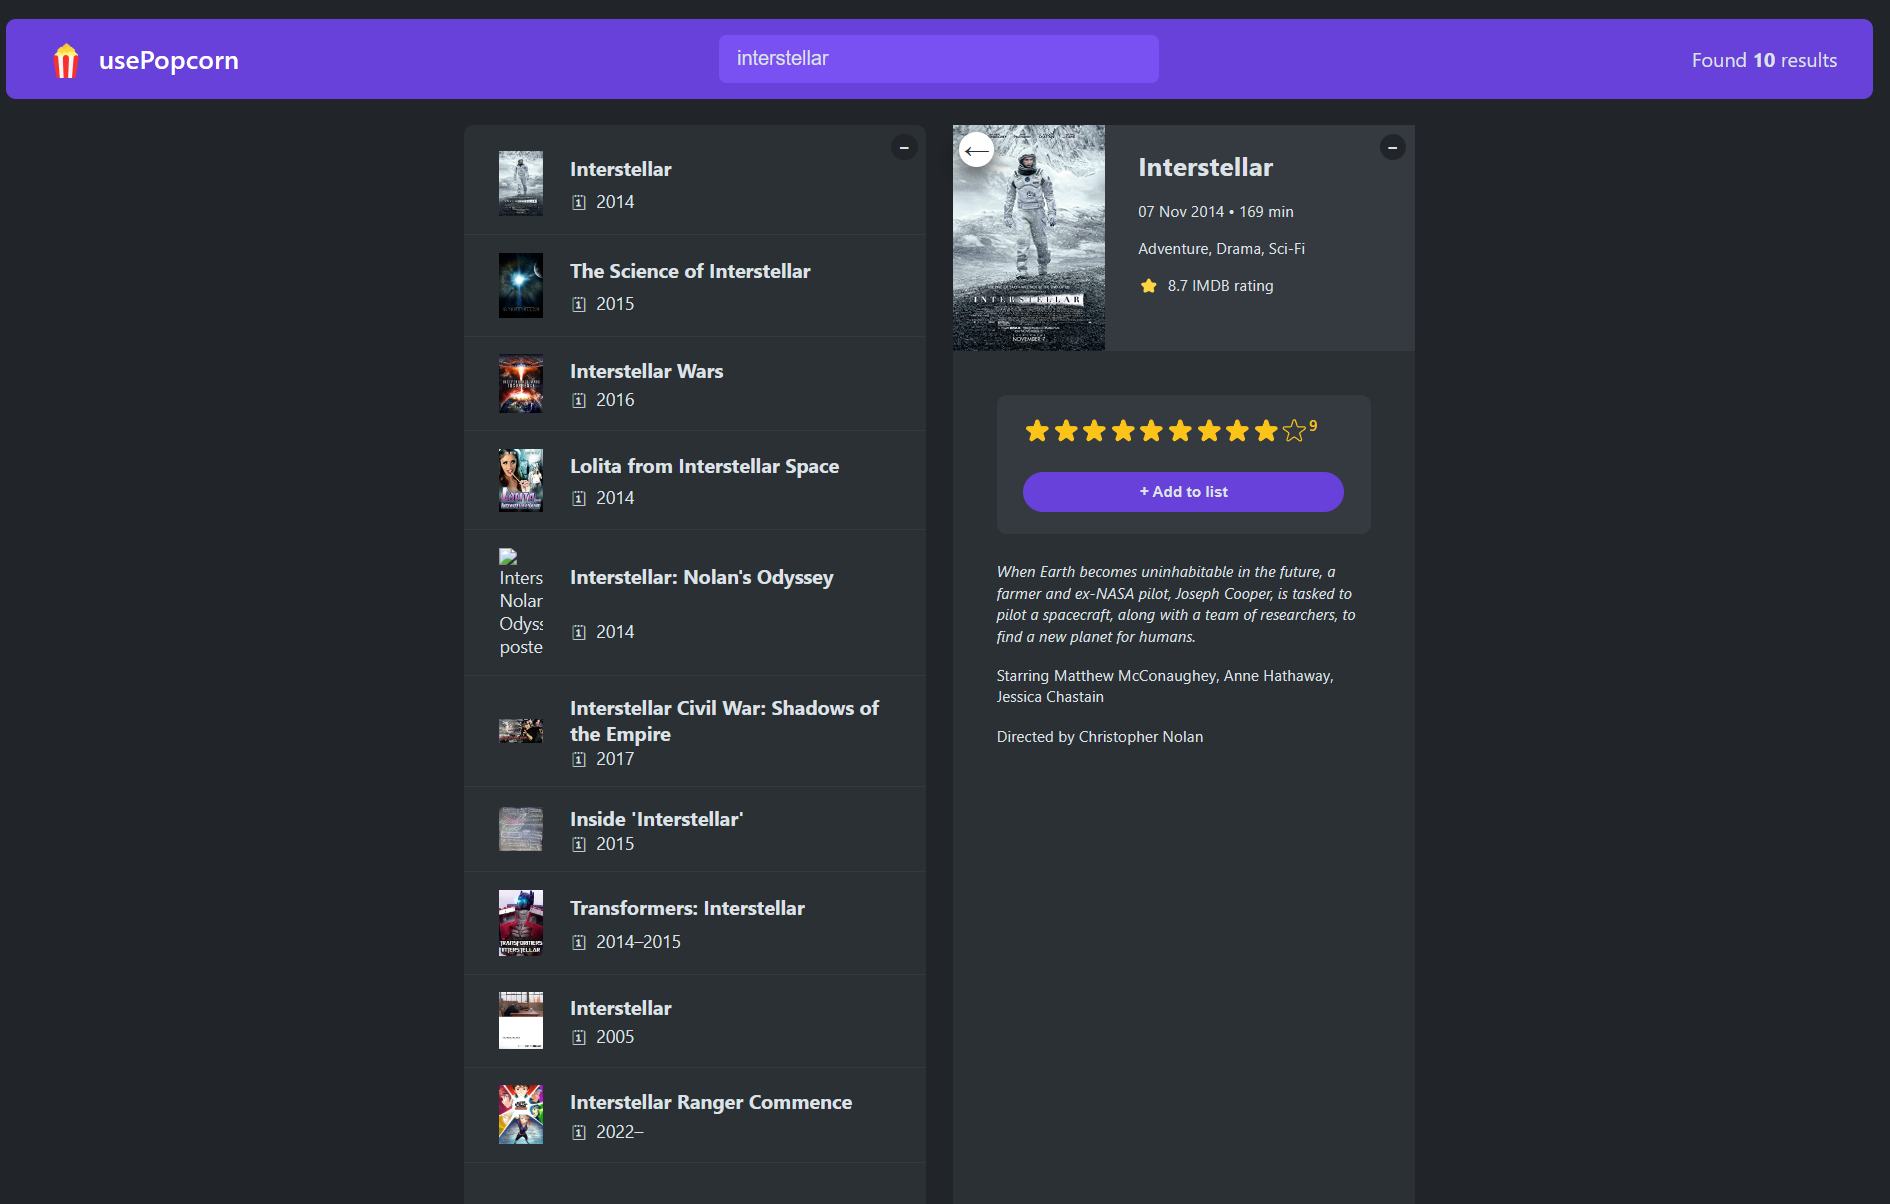 usePopcorn
interstellar
Found 10 results
Interstellar
2014
The Science of Interstellar
2015
Interstellar Wars
2016
Lolita from Interstellar Space
2014
Inters
Nolan
Odyss
poste
Interstellar: Nolan's Odyssey
2014
Interstellar Civil War: Shadows of
the Empire
2017
Inside 'Interstellar'
2015
Transformers: Interstellar
2014–2015
TRANSFORMERS
INTERSTELLAR
Interstellar
2005
Interstellar Ranger Commence
2022–
INTERSTELLAR
NOVEMBER 7
Interstellar
07 Nov 2014 • 169 min
Adventure, Drama, Sci-Fi
8.7 IMDB rating
9
+ Add to list
When Earth becomes uninhabitable in the future, a
farmer and ex-NASA pilot, Joseph Cooper, is tasked to
pilot a spacecraft, along with a team of researchers, to
find a new planet for humans.
Starring Matthew McConaughey, Anne Hathaway,
Jessica Chastain
Directed by Christopher Nolan